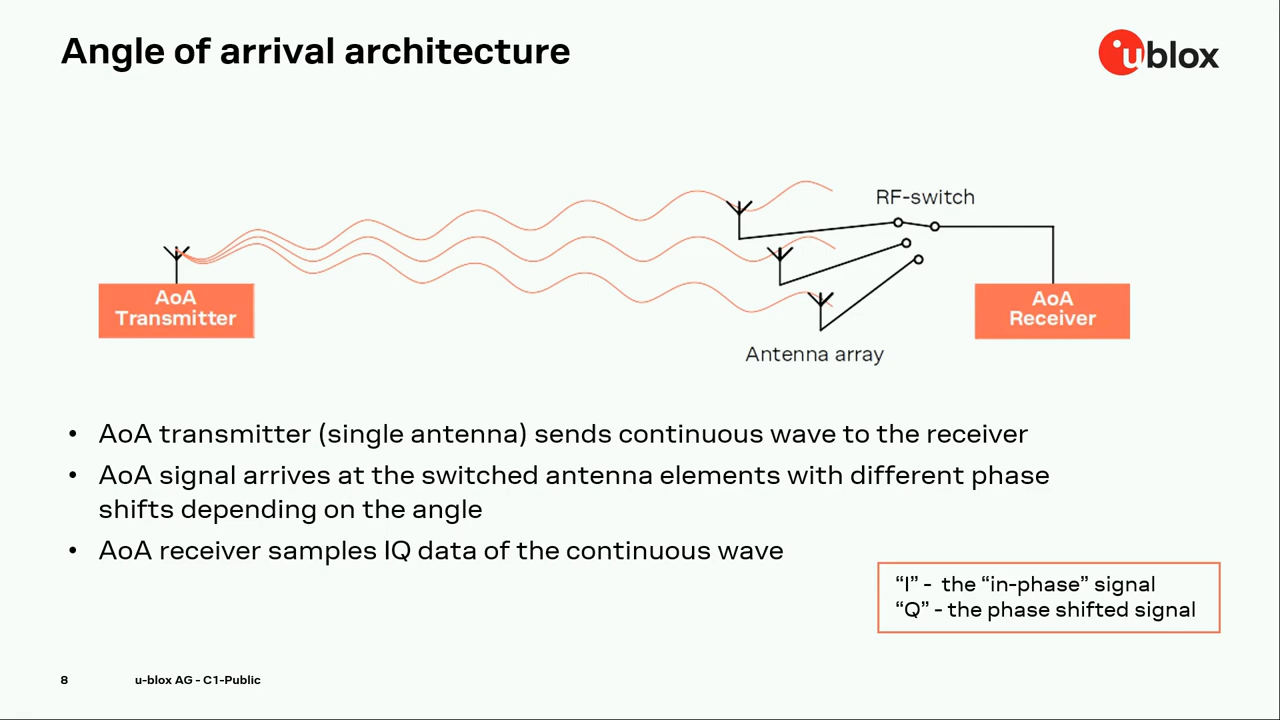 Angle of arrival architecture
ublox
RF-switch
AoA
Transmitter
AoA
Receiver
Antenna array
• AoA transmitter (single antenna) sends continuous wave to the receiver
• AoA signal arrives at the switched antenna elements with different phase
shifts depending on the angle
• AoA receiver samples IQ data of the continuous wave
“I” - the “in-phase” signal
“Q” - the phase shifted signal
8 u-blox AG - C1-Public